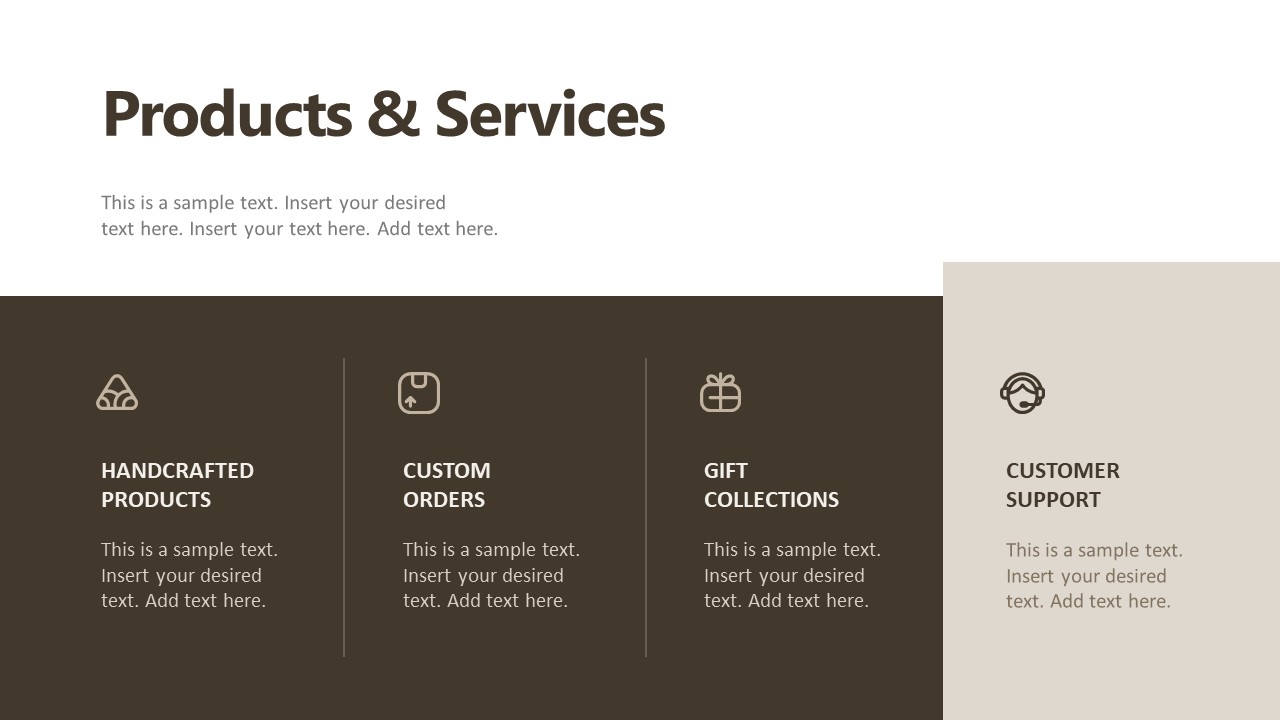 Products & Services
This is a sample text. Insert your desired
text here. Insert your text here. Add text here.
HANDCRAFTED
PRODUCTS
This is a sample text.
Insert your desired
text. Add text here.
CUSTOM
ORDERS
This is a sample text.
Insert your desired
text. Add text here.
GIFT
COLLECTIONS
This is a sample text.
Insert your desired
text. Add text here.
CUSTOMER
SUPPORT
This is a sample text.
Insert your desired
text. Add text here.